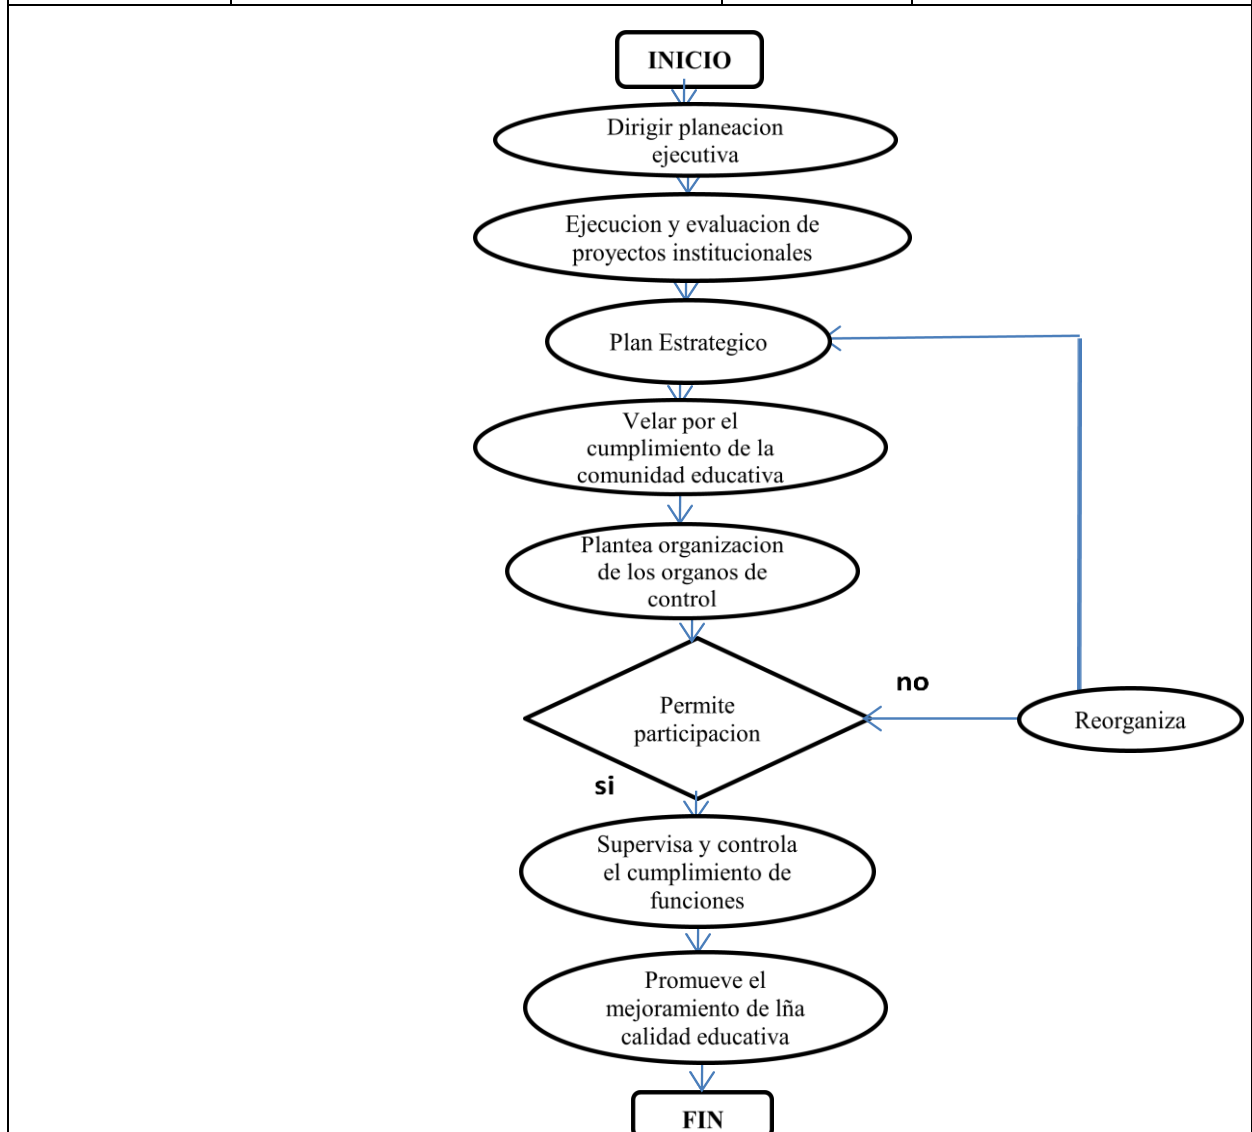 INICIO
Dirigir planeacion
ejecutiva
Ejecucion y evaluacion de
proyectos institucionales
Plan Estrategico
Velar por el
cumplimiento de la
comunidad educativa
Plantea organizacion
de los organos de
control
no
Permite
participacion
Reorganiza
si
Supervisa y controla
el cumplimiento de
funciones
Promueve el
mejoramiento de lña
calidad educativa
FIN